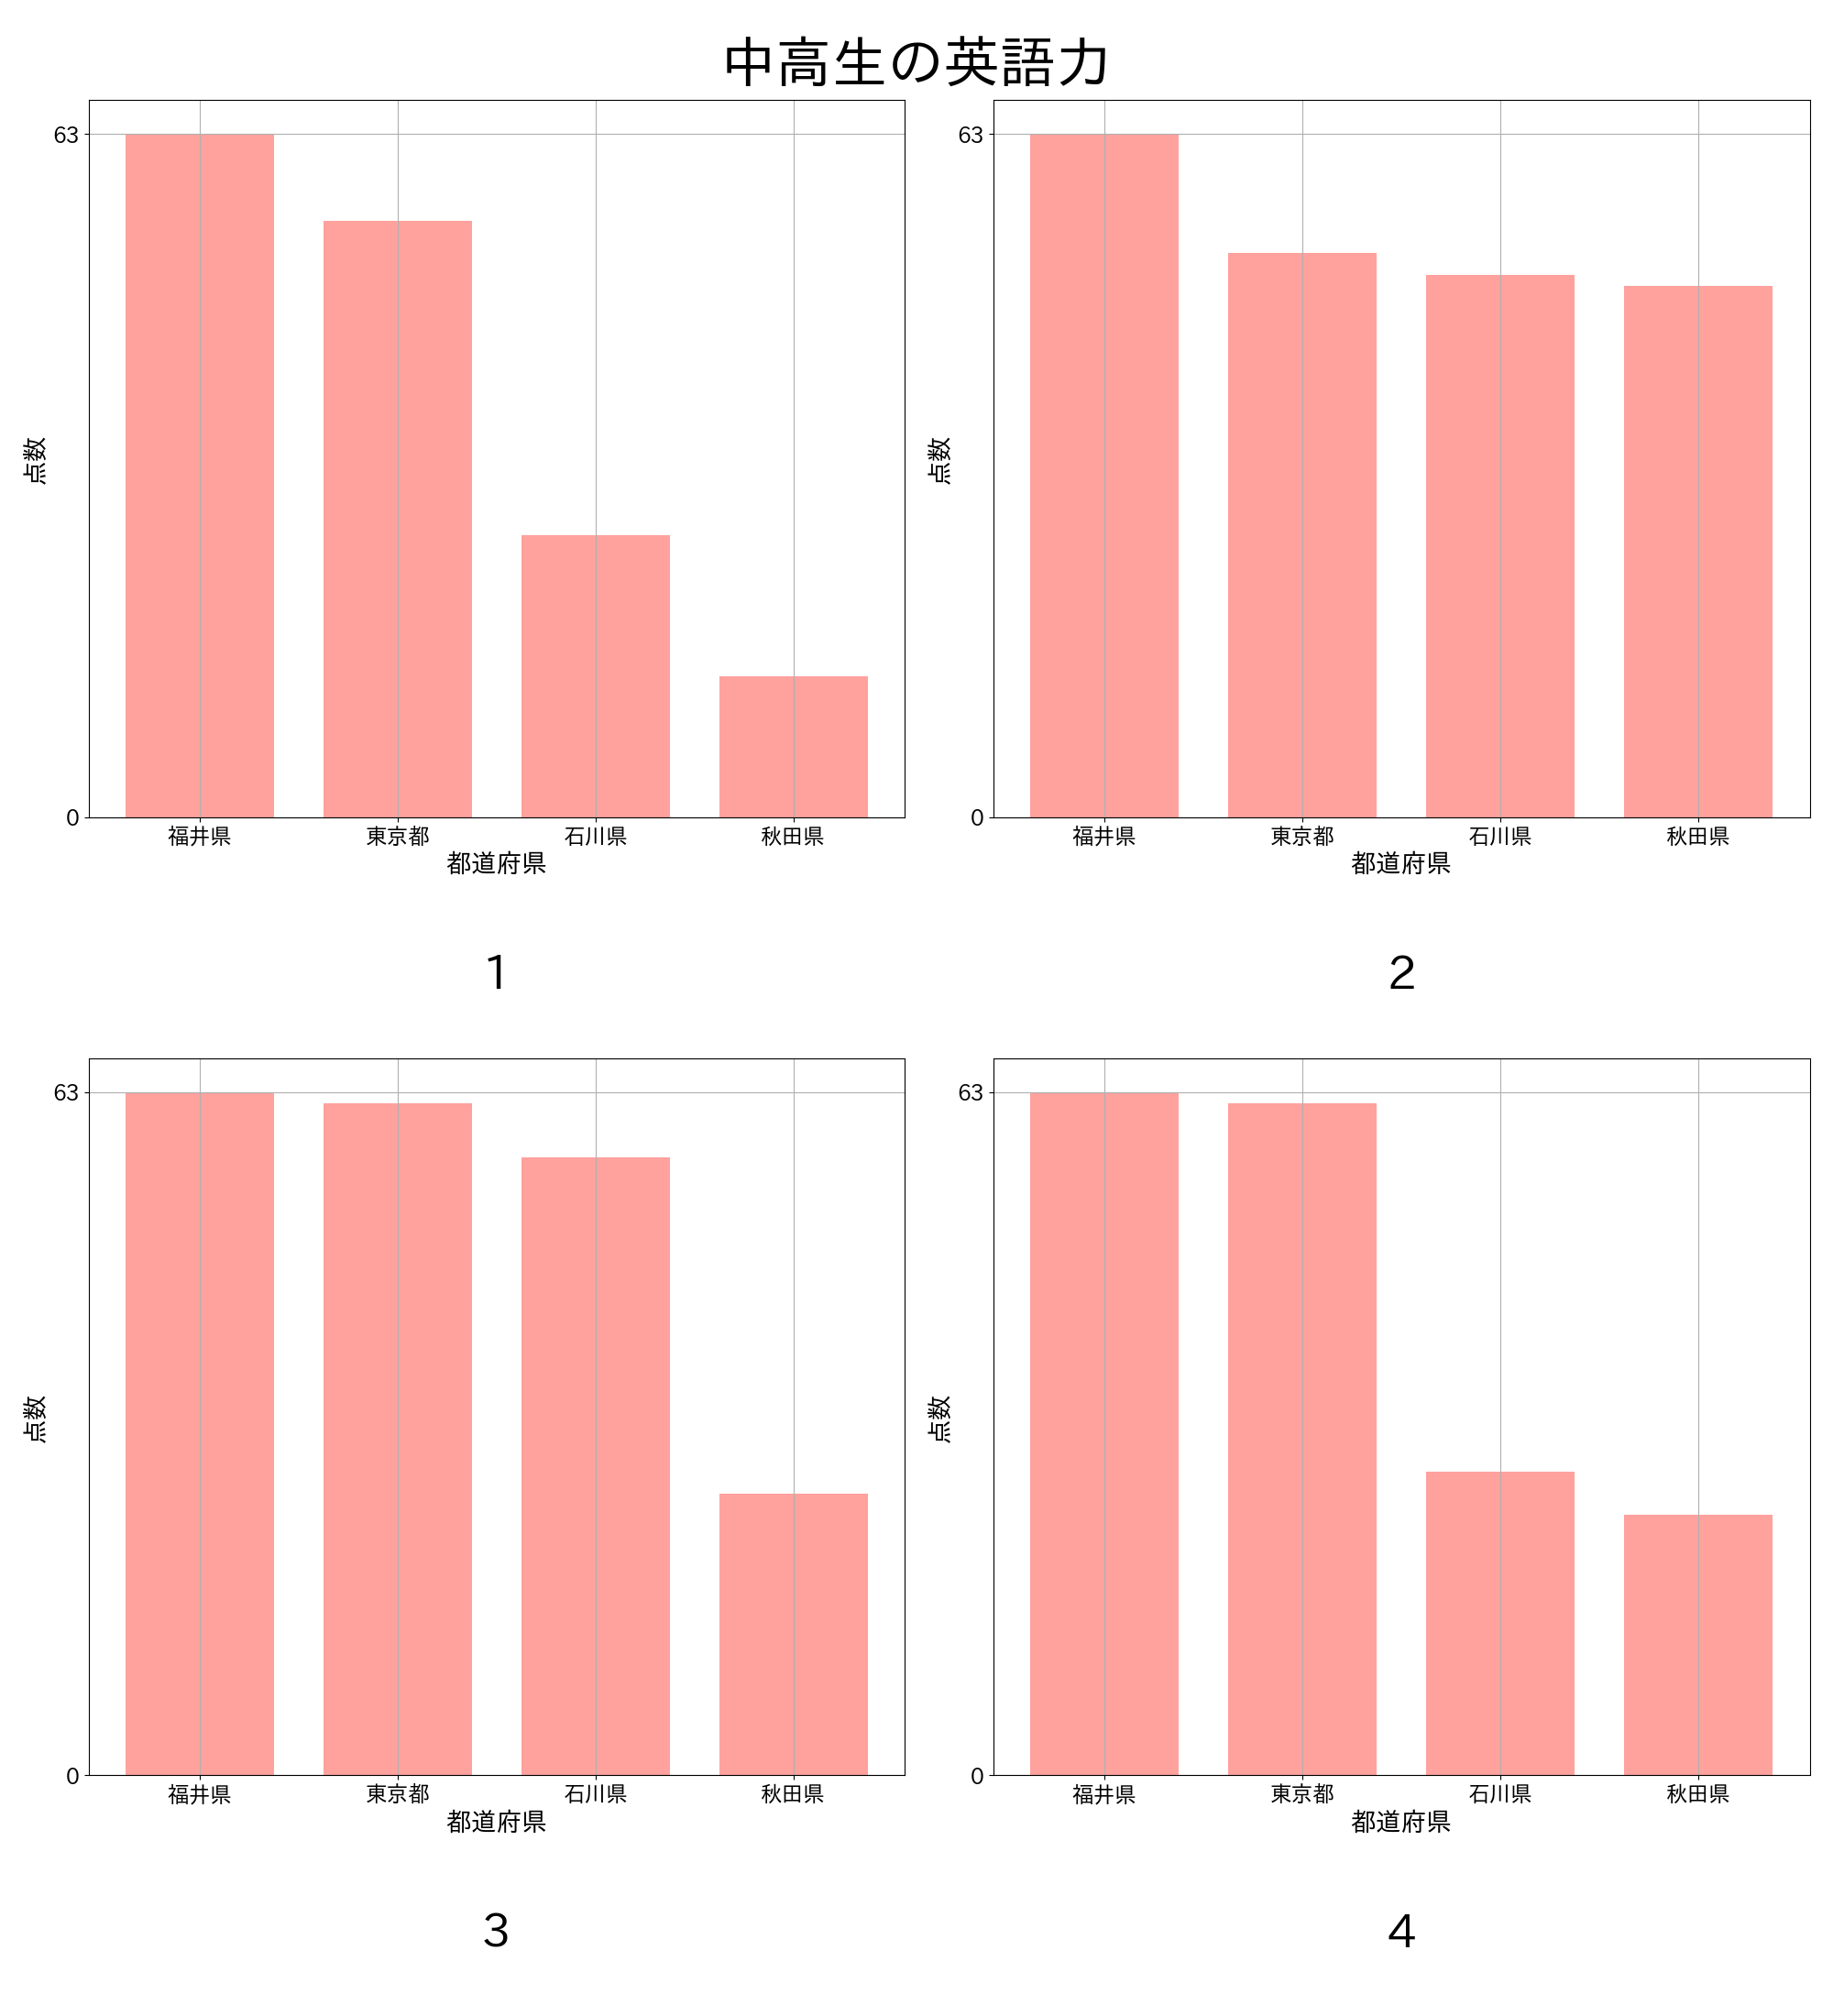 中高生の英語力
63
点数
0
福井県 東京都 石川県 秋田県
都道府県
1
63
点数
0
福井県 東京都 石川県 秋田県
都道府県
2
63
点数
0
福井県 東京都 石川県 秋田県
都道府県
3
63
点数
0
福井県 東京都 石川県 秋田県
都道府県
4